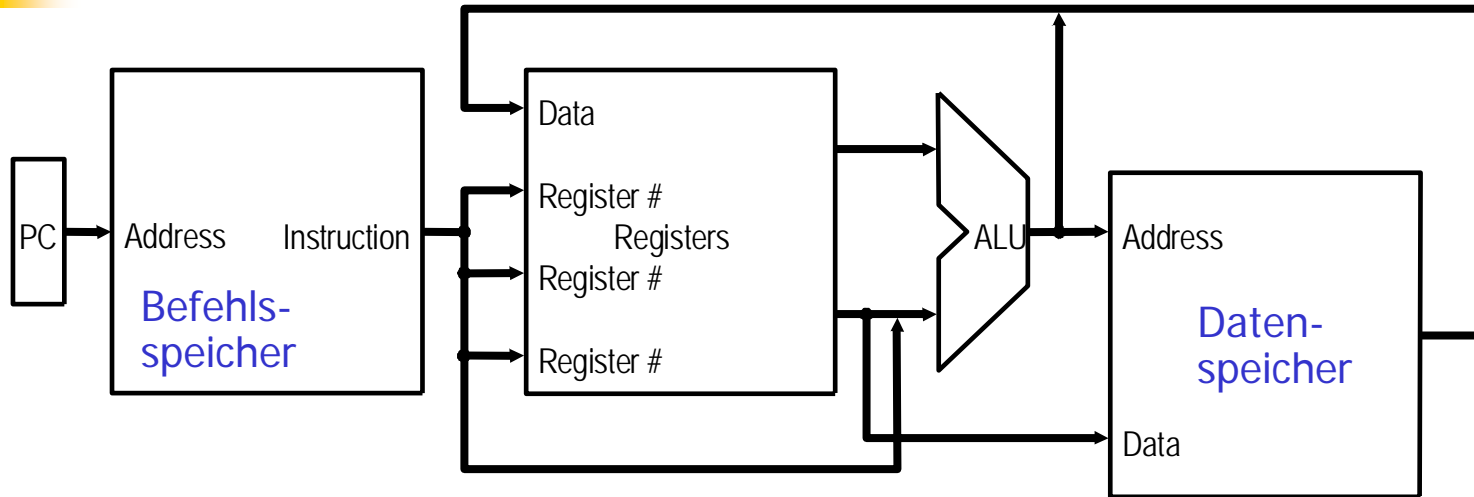 PC
Address
Instruction
Befehls-
speicher
Data
Register #
Registers
Register #
Register #
ALU
Address
Daten-
speicher
Data